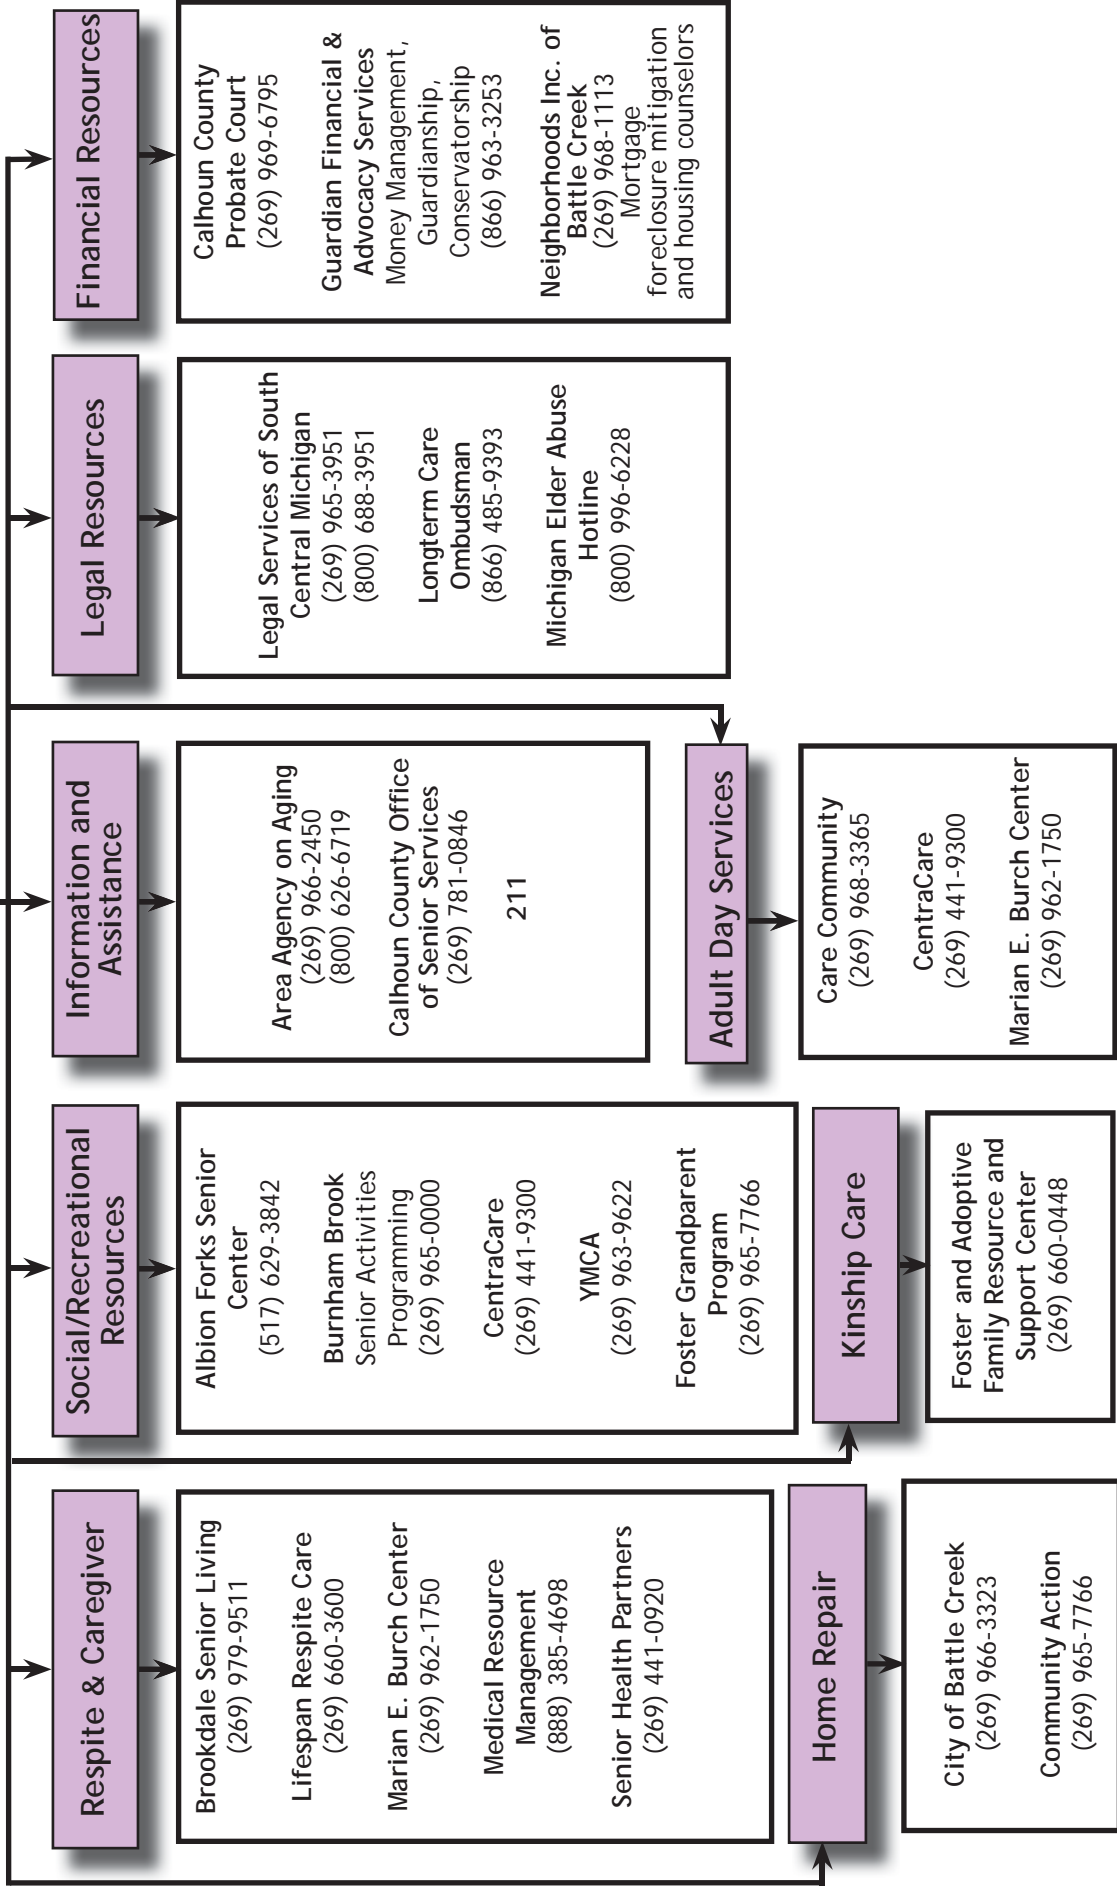 Respite & Caregiver
Brookdale Senior Living
(269) 979-9511
Lifespan Respite Care
(269) 660-3600
Marian E. Burch Center
(269) 962-1750
Medical Resource
Management
(888) 385-4698
Senior Health Partners
(269) 441-0920
Home Repair
City of Battle Creek
(269) 966-3323
Community Action
(269) 965-7766
Social/Recreational
Resources
Albion Forks Senior
Center
(517) 629-3842
Burnham Brook
Senior Activities
Programming
(269) 965-0000
CentraCare
(269) 441-9300
YMCA
(269) 963-9622
Foster Grandparent
Program
(269) 965-7766
Kinship Care
Foster and Adoptive
Family Resource and
Support Center
(269) 660-0448
Information and
Assistance
Area Agency on Aging
(269) 966-2450
(800) 626-6719
Calhoun County Office
of Senior Services
(269) 781-0846
211
Adult Day Services
Care Community
(269) 968-3365
CentraCare
(269) 441-9300
Marian E. Burch Center
(269) 962-1750
Legal Resources
Legal Services of South
Central Michigan
(269) 965-3951
(800) 688-3951
Longterm Care
Ombudsman
(866) 485-9393
Michigan Elder Abuse
Hotline
(800) 996-6228
Financial Resources
Calhoun County
Probate Court
(269) 969-6795
Guardian Financial &
Advocacy Services
Money Management,
Guardianship,
Conservatorship
(866) 963-3253
Neighborhoods Inc. of
Battle Creek
(269) 968-1113
Mortgage
foreclosure mitigation
and housing counselors